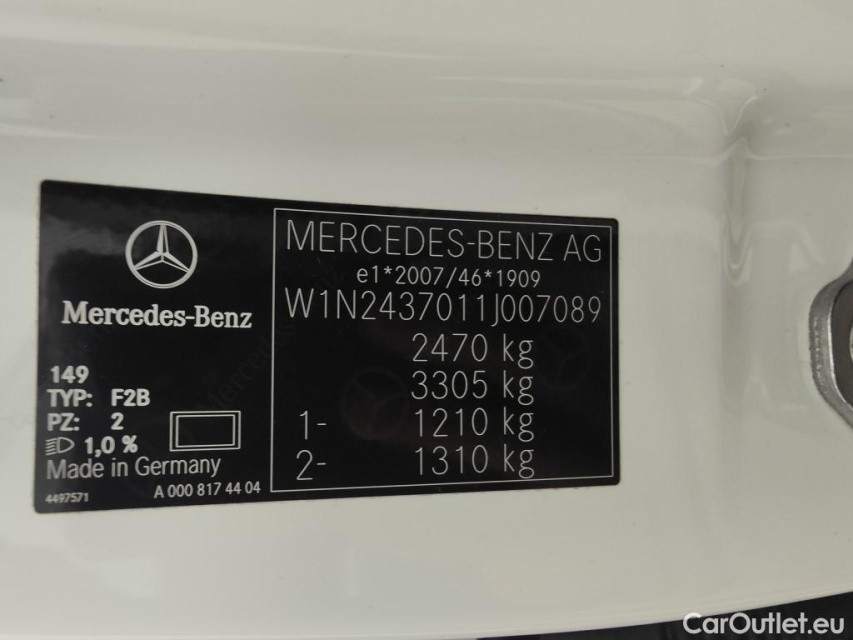 Mercedes-Benz
149
TYP: F2B
PZ: 2
1,0 %
Made in Germany
4497571
A 000 817 44 04
MERCEDES-BENZ AG
e1*2007/46*1909
W1N2437011J007089
2470 kg
3305 kg
1- 1210 kg
2- 1310 kg
CarOutlet.eu